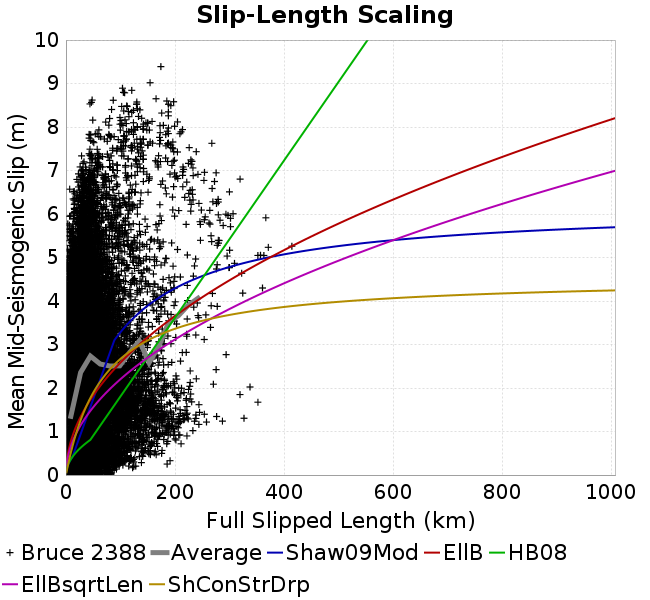 Slip-Length Scaling
Mean Mid-Seismogenic Slip (m)
10
9
8
7
6
5
4
3
2
1
0
0 200 400 600 800 1000
Full Slipped Length (km)
Bruce 2388 Average Shaw09Mod EllB HB08
EllBsqrtLen ShConStrDrp